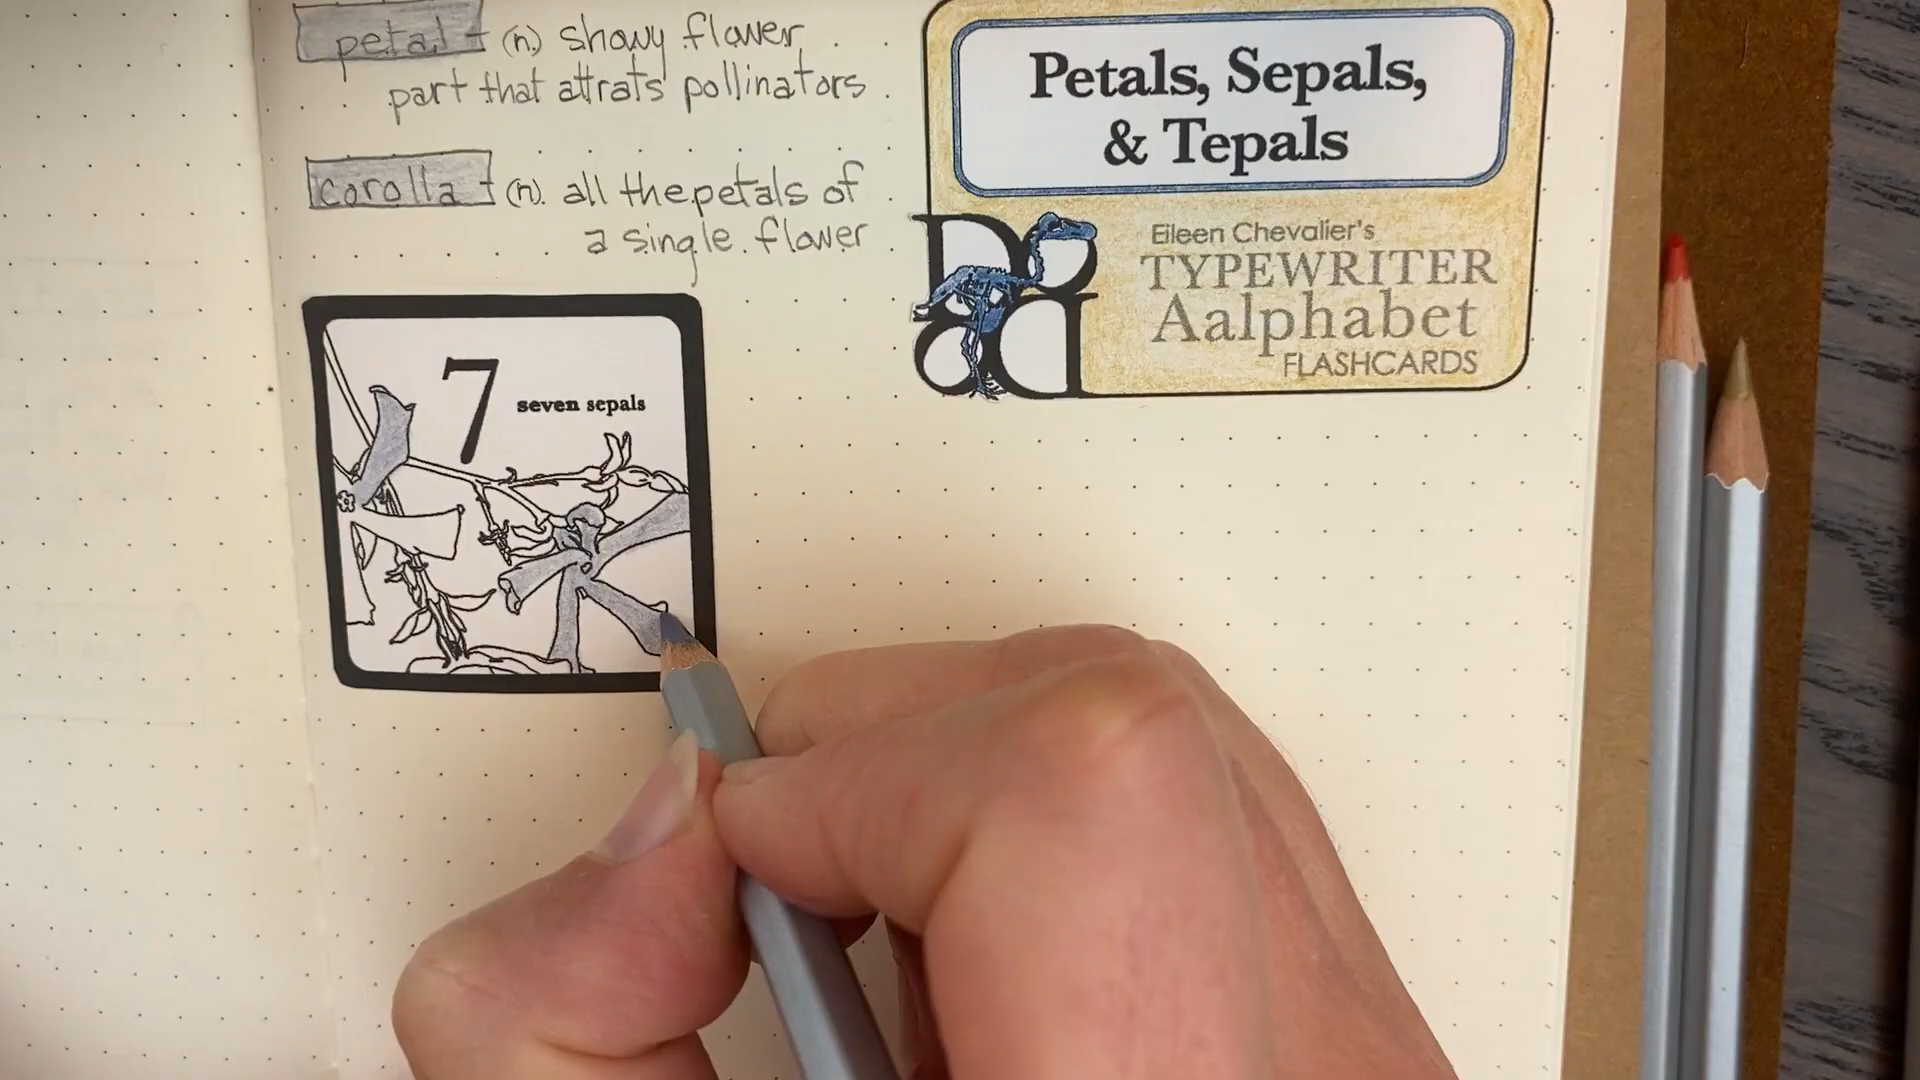 petal - (n.) showy flower
part that attrats pollinators
corolla - (n). all the petals of
a single flower
7
seven sepals
Petals, Sepals,
& Tepals
Eileen Chevalier's
TYPEWRITER
Aalphabet
FLASHCARDS